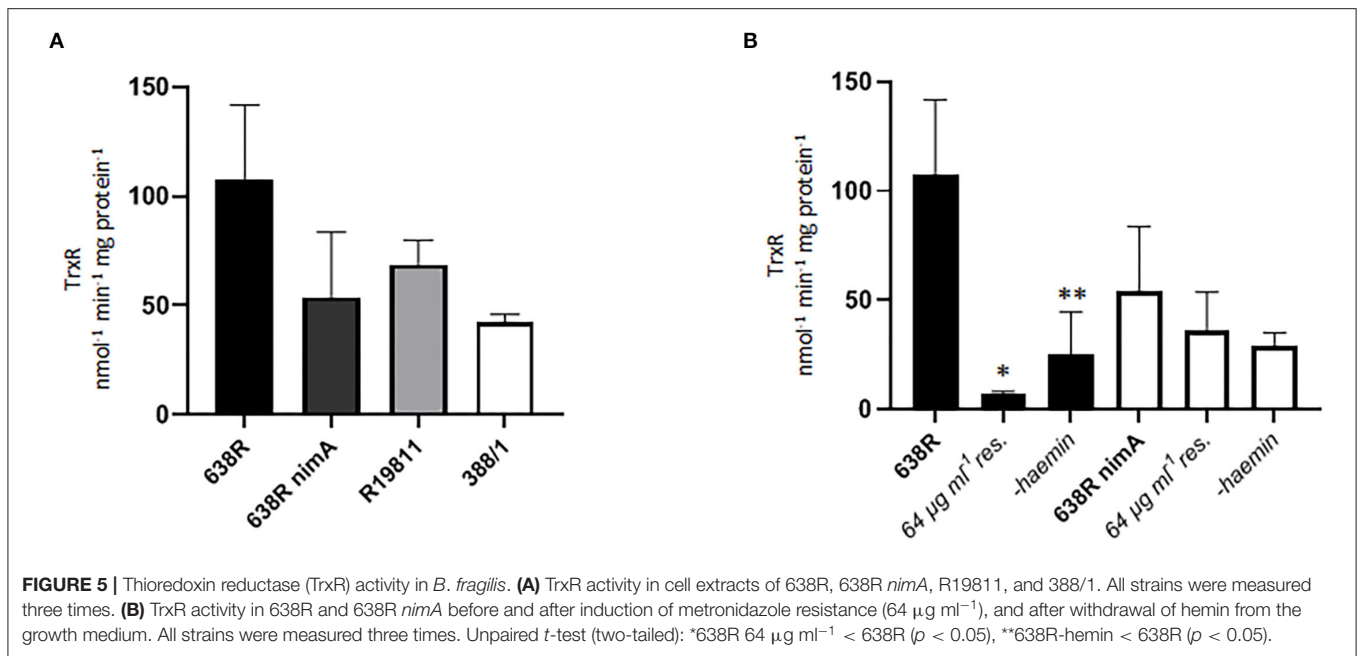 A
B
TrxR
nmol⁻¹ min⁻¹ mg protein⁻¹
150
100
50
0
638R
638R nimA
R19811
388/1
TrxR
nmol⁻¹ min⁻¹ mg protein⁻¹
150
100
50
0
*
**
638R
64 µg ml⁻¹ res.
-haemin
638R nimA
64 µg ml⁻¹ res.
-haemin
FIGURE 5 | Thioredoxin reductase (TrxR) activity in B. fragilis. (A) TrxR activity in cell extracts of 638R, 638R nimA, R19811, and 388/1. All strains were measured
three times. (B) TrxR activity in 638R and 638R nimA before and after induction of metronidazole resistance (64 µg ml−1), and after withdrawal of hemin from the
growth medium. All strains were measured three times. Unpaired t-test (two-tailed): *638R 64 µg ml−1 < 638R (p < 0.05), **638R-hemin < 638R (p < 0.05).